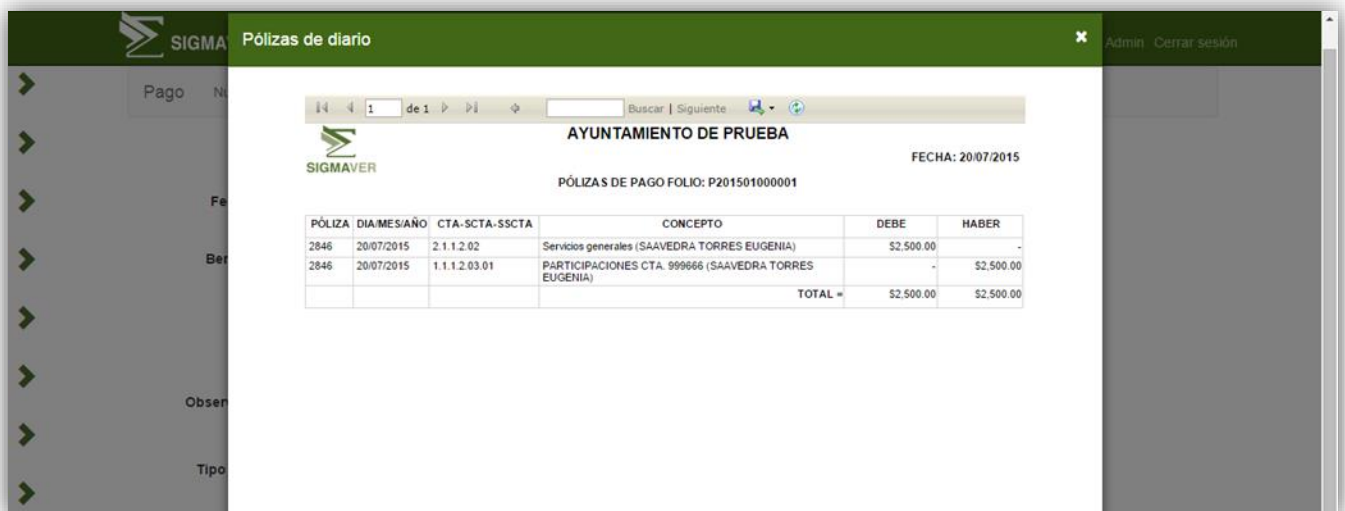 SIGMA
Pólizas de diario
Admin Cerrar sesión
Pago
1 de 1 Buscar | Siguiente
SIGMAVER
AYUNTAMIENTO DE PRUEBA
FECHA: 20/07/2015
PÓLIZAS DE PAGO FOLIO: P201501000001
PÓLIZA DIA/MES/AÑO CTA-SCTA-SSCTA CONCEPTO DEBE HABER
2846 20/07/2015 2.1.1.2.02 Servicios generales (SAAVEDRA TORRES EUGENIA) $2,500.00 -
2846 20/07/2015 1.1.1.2.03.01 PARTICIPACIONES CTA. 999666 (SAAVEDRA TORRES - $2,500.00
EUGENIA)
TOTAL = $2,500.00 $2,500.00
Fe
Ber
Obser
Tipo